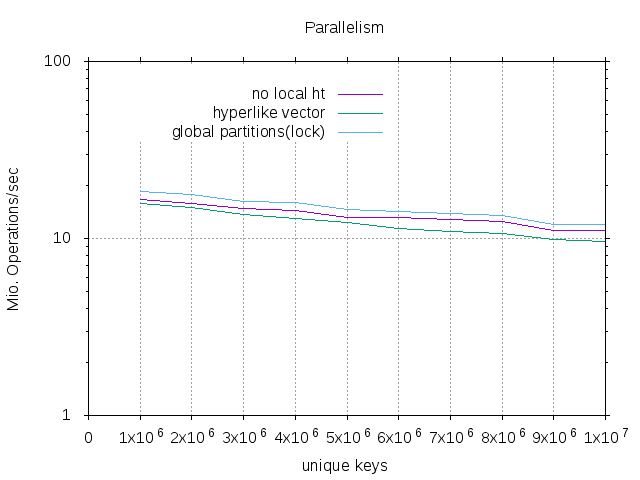 Parallelism
100
10
1
Mio. Operations/sec
no local ht
hyperlike vector
global partitions(lock)
0 1x10^6 2x10^6 3x10^6 4x10^6 5x10^6 6x10^6 7x10^6 8x10^6 9x10^6 1x10^7
unique keys